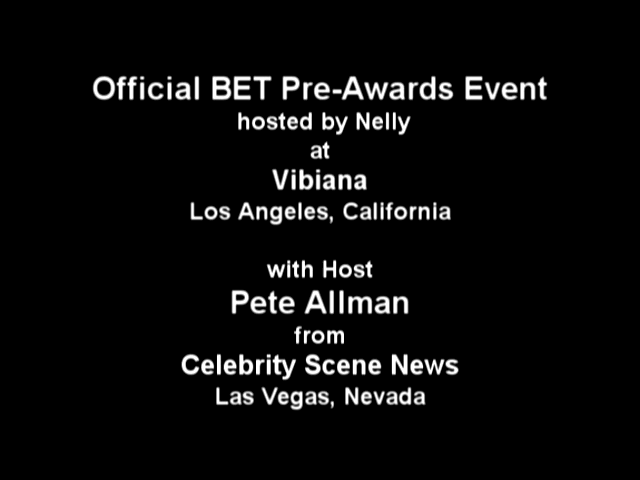 Official BET Pre-Awards Event
hosted by Nelly
at
Vibiana
Los Angeles, California
with Host
Pete Allman
from
Celebrity Scene News
Las Vegas, Nevada